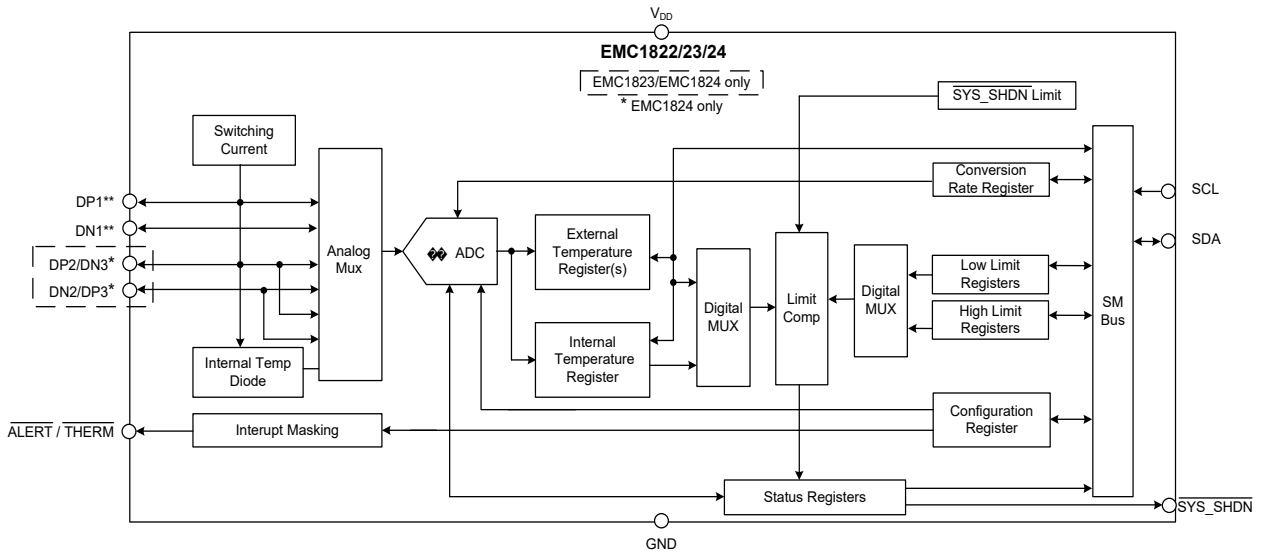 VDD
EMC1822/23/24
EMC1823/EMC1824 only
* EMC1824 only
SYS_SHDN Limit
Switching
Current
Conversion
Rate Register
SCL
DP1**
DN1**
DP2/DN3*
DN2/DP3*
Analog
Mux
�� ADC
External
Temperature
Register(s)
SDA
Low Limit
Registers
High Limit
Registers
SM
Bus
Digital
MUX
Limit
Comp
Digital
MUX
Internal
Temperature
Register
Internal Temp
Diode
ALERT / THERM
Interupt Masking
Configuration
Register
Status Registers
SYS_SHDN
GND